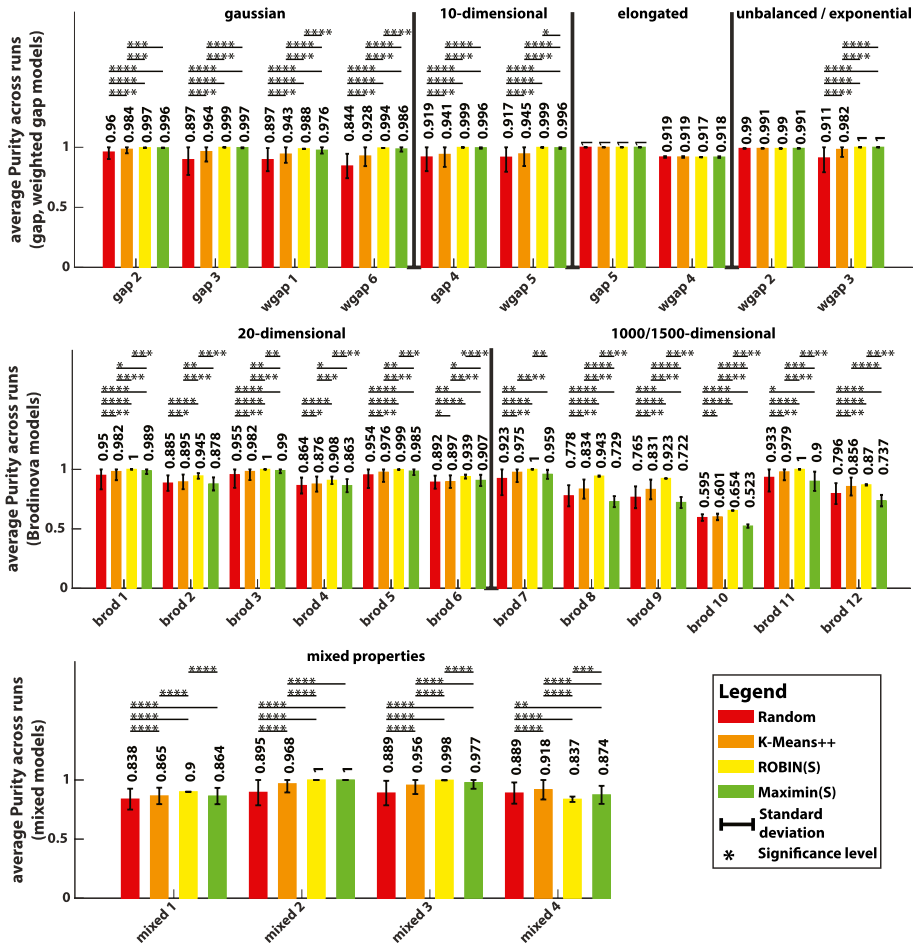 gaussian 10-dimensional elongated unbalanced / exponential
average Purity across runs
(gap, weighted gap models)
1
0.5
0
0.96 0.984 0.997 0.996
0.897 0.964 0.999 0.997
0.897 0.943 0.988 0.976
0.844 0.928 0.994 0.986
0.919 0.941 0.999 0.996
0.917 0.945 0.999 0.996
1 1 1 1
0.919 0.919 0.917 0.918
0.99 0.991 0.99 0.991
0.911 0.982 1 1
gap 2 gap 3 wgap 1 wgap 6 gap 4 wgap 5 gap 5 wgap 4 wgap 2 wgap 3
20-dimensional 1000/1500-dimensional
average Purity across runs
(Brodinova models)
1
0.5
0
0.95 0.982 1 0.989
0.885 0.895 0.945 0.878
0.955 0.982 1 0.99
0.864 0.876 0.908 0.863
0.954 0.976 0.999 0.985
0.892 0.897 0.939 0.907
0.923 0.975 1 0.959
0.778 0.834 0.943 0.729
0.765 0.831 0.923 0.722
0.595 0.601 0.654 0.523
0.933 0.979 1 0.9
0.796 0.856 0.87 0.737
brod 1 brod 2 brod 3 brod 4 brod 5 brod 6 brod 7 brod 8 brod 9 brod 10 brod 11 brod 12
mixed properties
average Purity across runs
(mixed models)
1
0.5
0
0.838 0.865 0.9 0.864
0.895 0.968 1 1
0.889 0.956 0.998 0.977
0.889 0.918 0.837 0.874
mixed 1 mixed 2 mixed 3 mixed 4
Legend
Random
K-Means++
ROBIN(S)
Maximin(S)
Standard
deviation
* Significance level